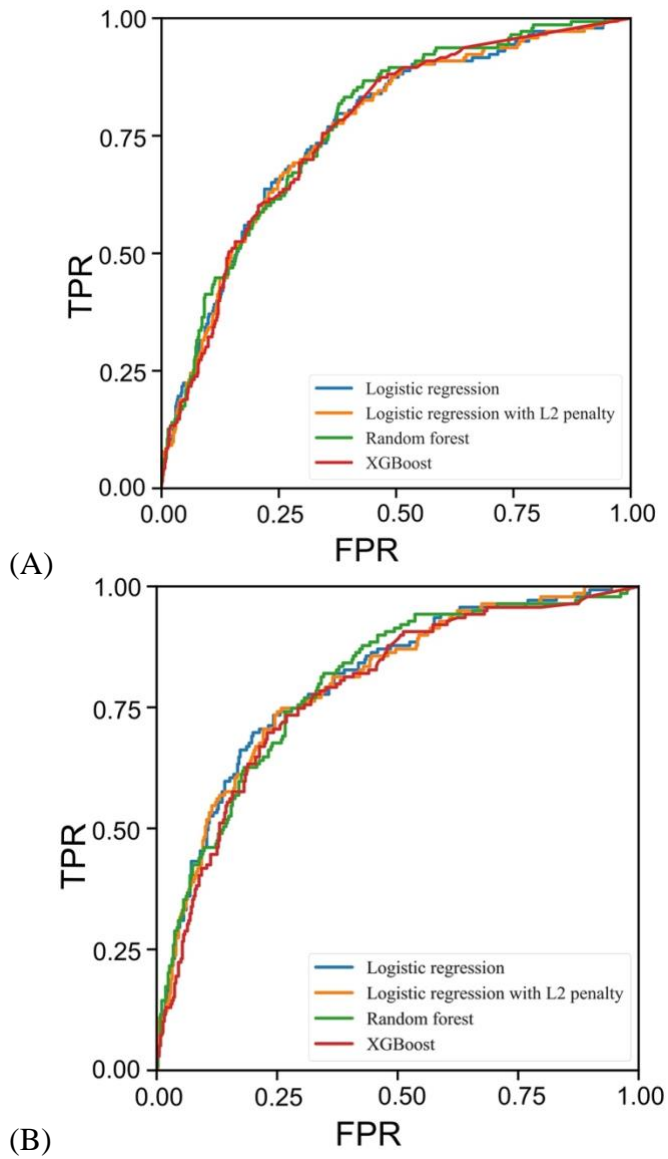 1.00
0.75
0.50
0.25
0.00
TPR
Logistic regression
Logistic regression with L2 penalty
Random forest
XGBoost
0.00 0.25 0.50 0.75 1.00
FPR
(A)
1.00
0.75
0.50
0.25
0.00
TPR
Logistic regression
Logistic regression with L2 penalty
Random forest
XGBoost
0.00 0.25 0.50 0.75 1.00
FPR
(B)